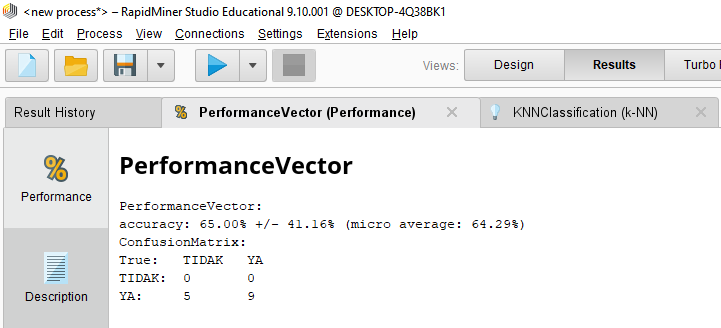 <new process*> – RapidMiner Studio Educational 9.10.001 @ DESKTOP-4Q38BK1
File Edit Process View Connections Settings Extensions Help
Views: Design Results Turbo
Result History % PerformanceVector (Performance) KNNClassification (k-NN)
%
Performance
Description
PerformanceVector
PerformanceVector:
accuracy: 65.00% +/- 41.16% (micro average: 64.29%)
ConfusionMatrix:
True: TIDAK YA
TIDAK: 0 0
YA: 5 9